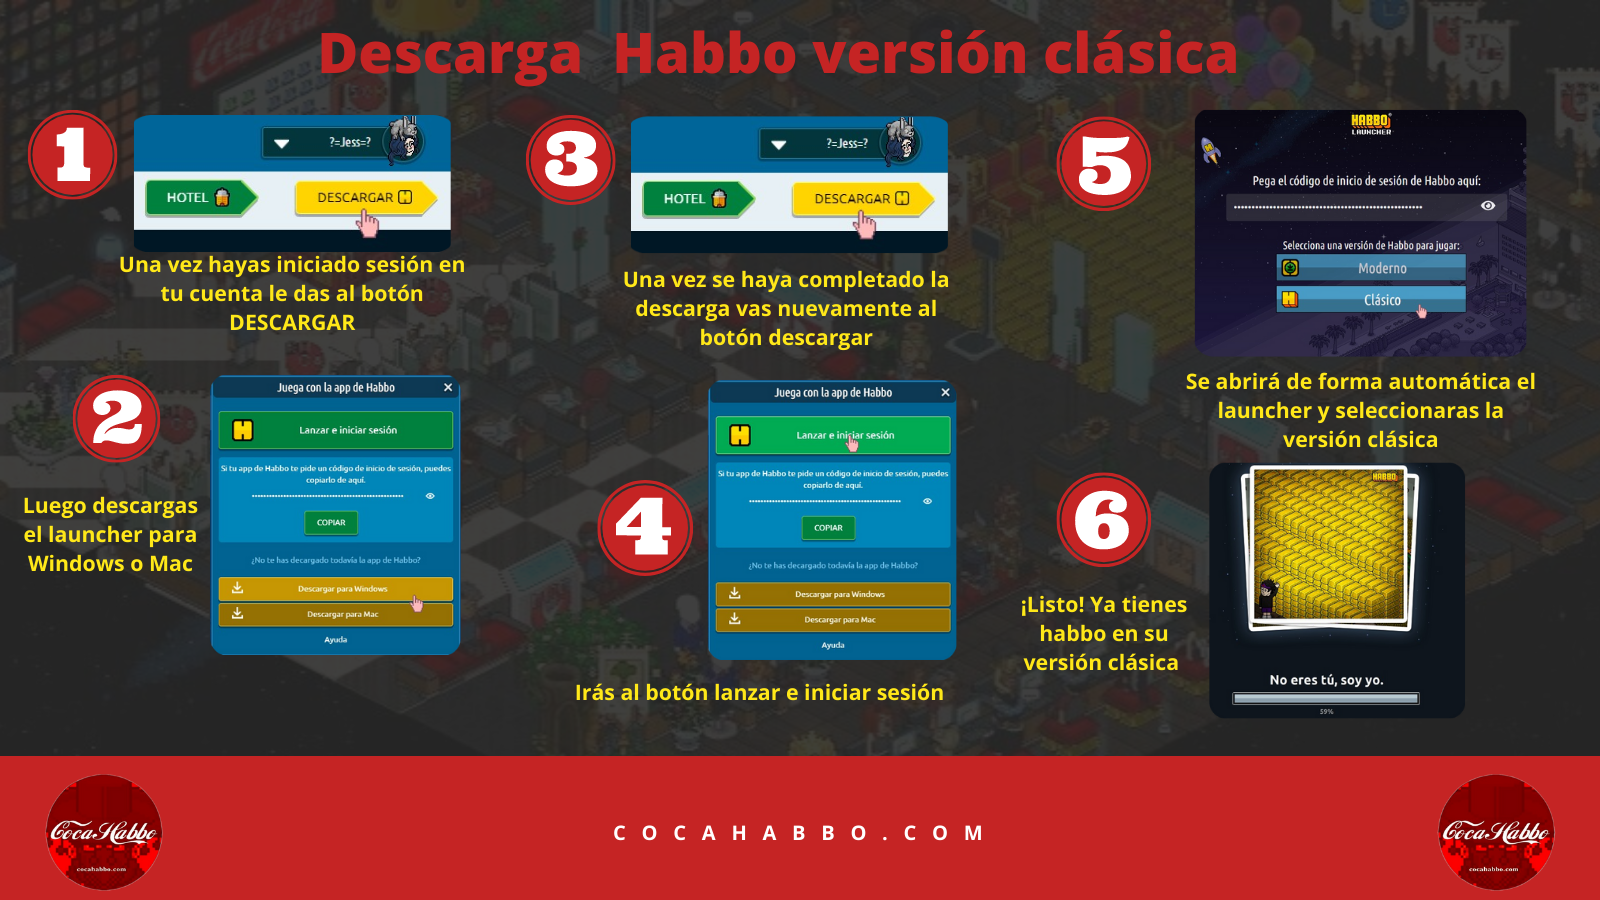 Descarga Habbo versión clásica
1
?=Jess=?
HOTEL
DESCARGAR
Una vez hayas iniciado sesión en
tu cuenta le das al botón
DESCARGAR
2
Luego descargas
el launcher para
Windows o Mac
Juega con la app de Habbo
Lanzar e iniciar sesión
Si tu app de Habbo te pide un código de inicio de sesión, puedes
copiarlo de aquí.
COPIAR
¿No te has decargado todavía la app de Habbo?
Descargar para Windows
Descargar para Mac
Ayuda
3
?=Jess=?
HOTEL
DESCARGAR
Una vez se haya completado la
descarga vas nuevamente al
botón descargar
4
Juega con la app de Habbo
Lanzar e iniciar sesión
Si tu app de Habbo te pide un código de inicio de sesión, puedes
copiarlo de aquí.
COPIAR
¿No te has decargado todavía la app de Habbo?
Descargar para Windows
Descargar para Mac
Ayuda
Irás al botón lanzar e iniciar sesión
5
HABBO
LAUNCHER
Pega el código de inicio de sesión de Habbo aquí:
Selecciona una versión de Habbo para jugar:
Moderno
Clásico
Se abrirá de forma automática el
launcher y seleccionaras la
versión clásica
6
¡Listo! Ya tienes
habbo en su
versión clásica
HABBO
No eres tú, soy yo.
59%
CocaHabbo
cocahabbo.com
COCAHABBO.COM
CocaHabbo
cocahabbo.com